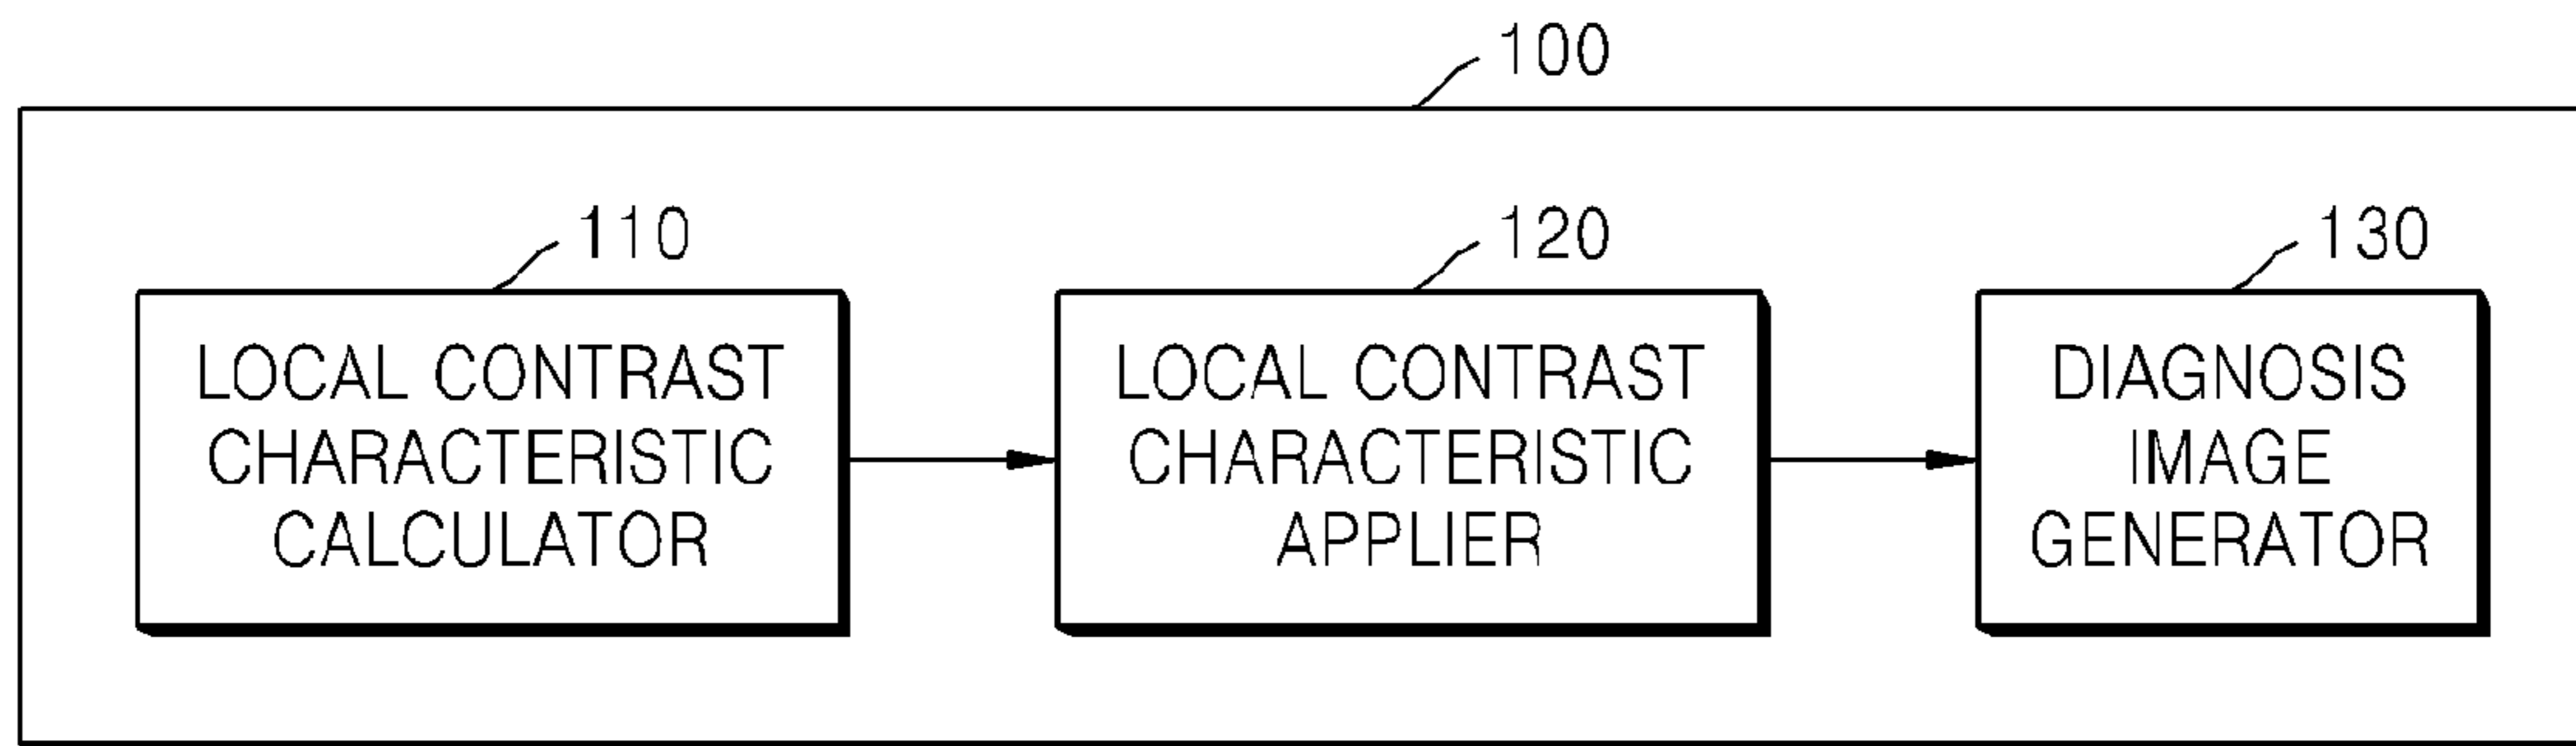 100
110
LOCAL CONTRAST
CHARACTERISTIC
CALCULATOR
120
LOCAL CONTRAST
CHARACTERISTIC
APPLIER
130
DIAGNOSIS
IMAGE
GENERATOR